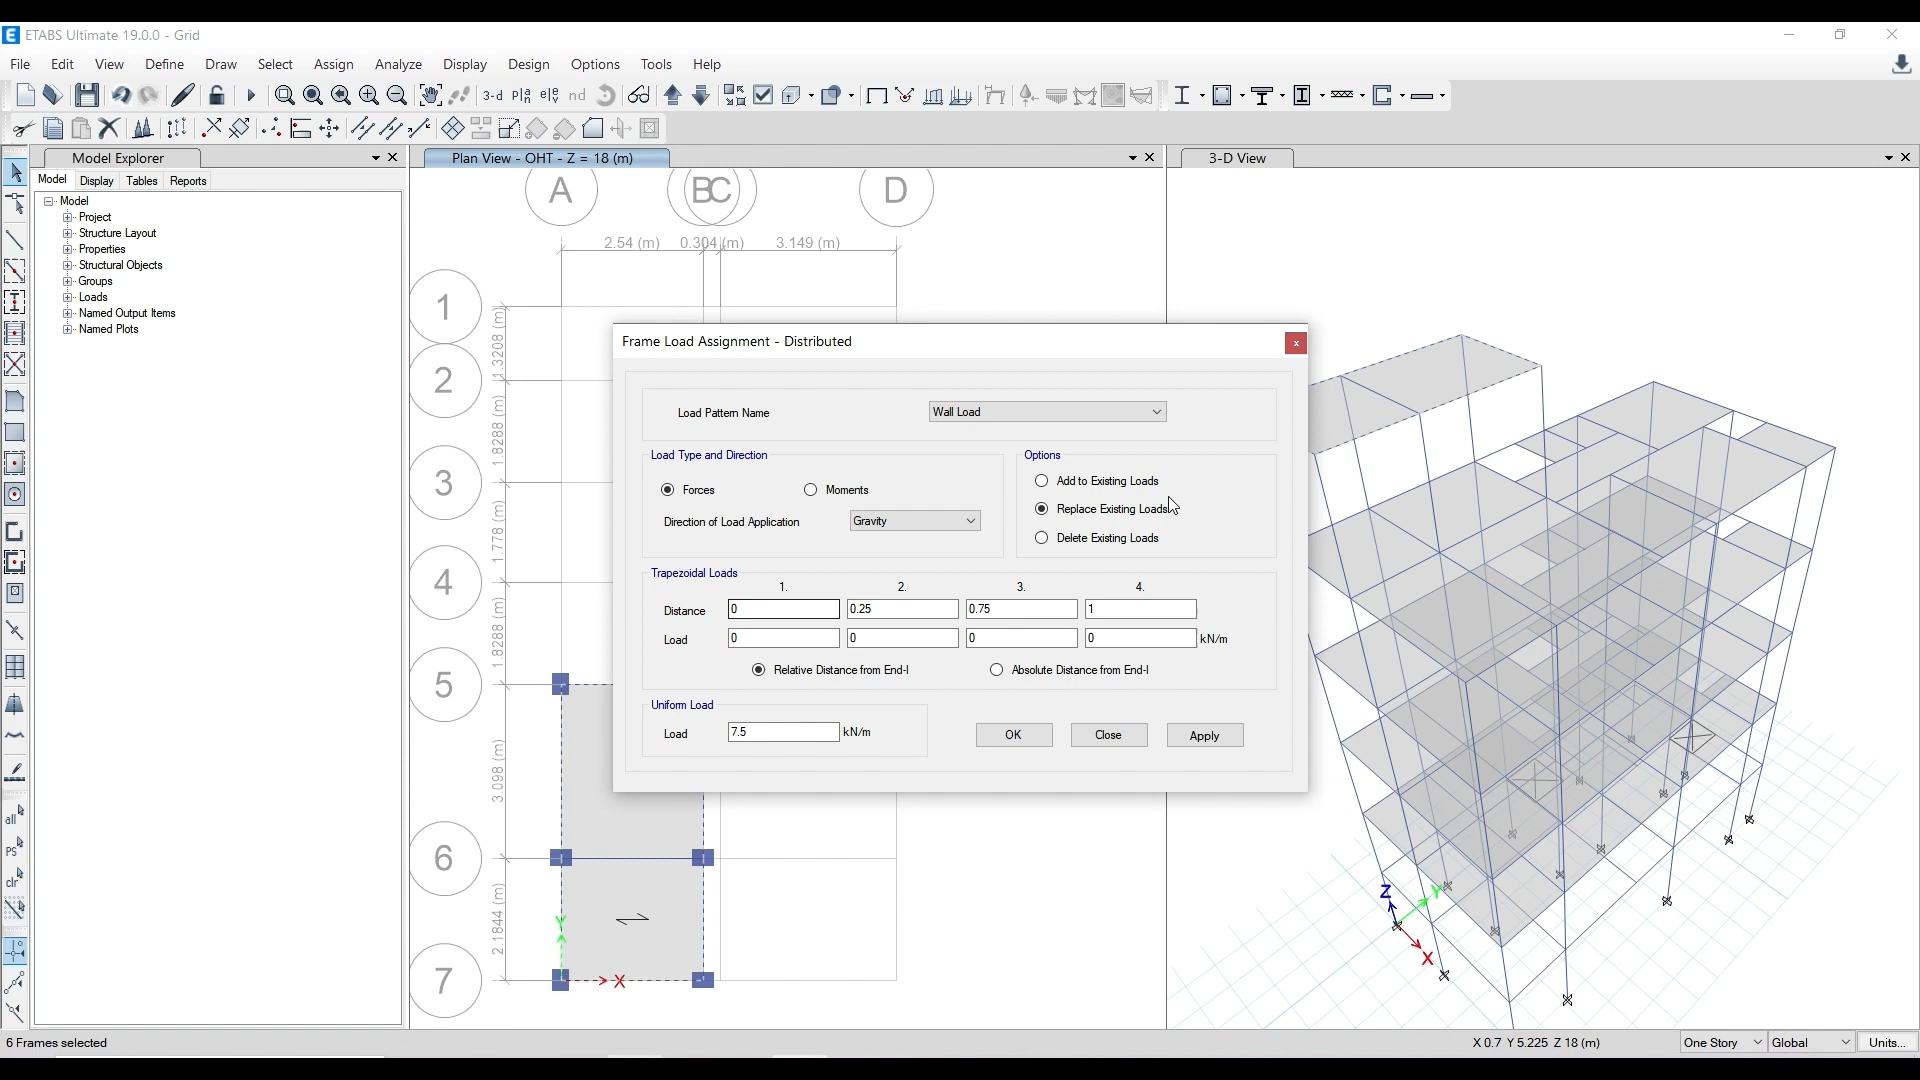 ETABS Ultimate 19.0.0 - Grid
File Edit View Define Draw Select Assign Analyze Display Design Options Tools Help
3-d pla ele nd
Model Explorer
Model Display Tables Reports
Model
Project
Structure Layout
Properties
Structural Objects
Groups
Loads
Named Output Items
Named Plots
all
ps
clr
Plan View - OHT - Z = 18 (m)
A B C D
2.54 (m) 0.304 (m) 3.149 (m)
1
1.3208 (m)
2
1.8288 (m)
3
1.778 (m)
4
1.8288 (m)
5
3.098 (m)
6
2.1844 (m)
7
Y
X
3-D View
Z
Y
X
Frame Load Assignment - Distributed
x
Load Pattern Name Wall Load
Load Type and Direction
Forces Moments
Direction of Load Application Gravity
Options
Add to Existing Loads
Replace Existing Loads
Delete Existing Loads
Trapezoidal Loads
1. 2. 3. 4.
Distance 0 0.25 0.75 1
Load 0 0 0 0 kN/m
Relative Distance from End-I Absolute Distance from End-I
Uniform Load
Load 7.5 kN/m
OK Close Apply
6 Frames selected
X 0.7 Y 5.225 Z 18 (m)
One Story Global Units...